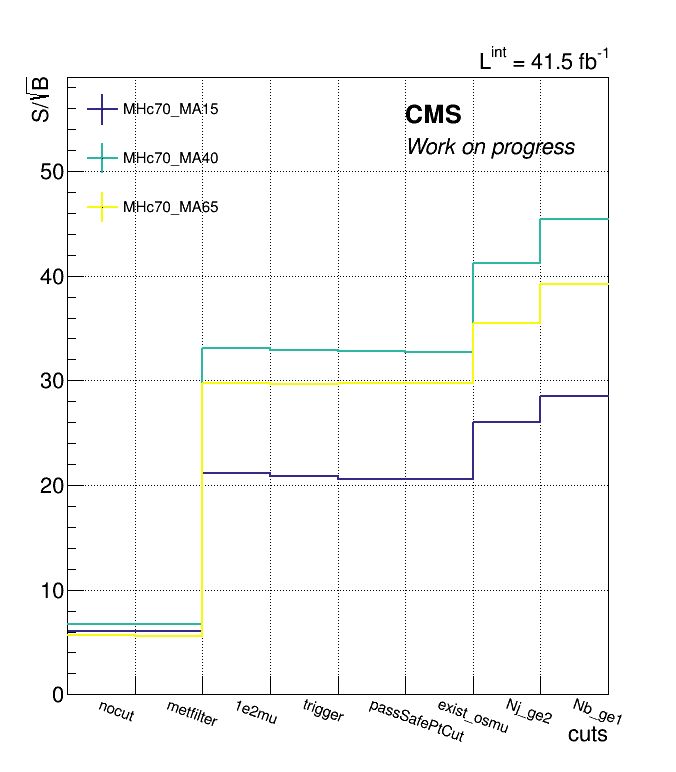 L^int = 41.5 fb^-1
S/√B
MHc70_MA15
CMS
Work on progress
MHc70_MA40
MHc70_MA65
50
40
30
20
10
0
nocut
metfilter
1e2mu
trigger
passSafePtCut
exist_osmu
Nj_ge2
Nb_ge1
cuts